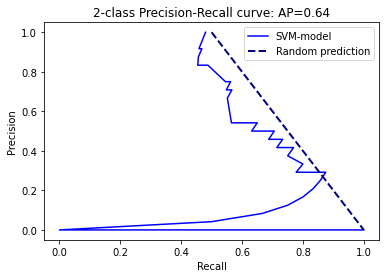 2-class Precision-Recall curve: AP=0.64
SVM-model
Random prediction
Precision
1.0
0.8
0.6
0.4
0.2
0.0
0.0 0.2 0.4 0.6 0.8 1.0
Recall